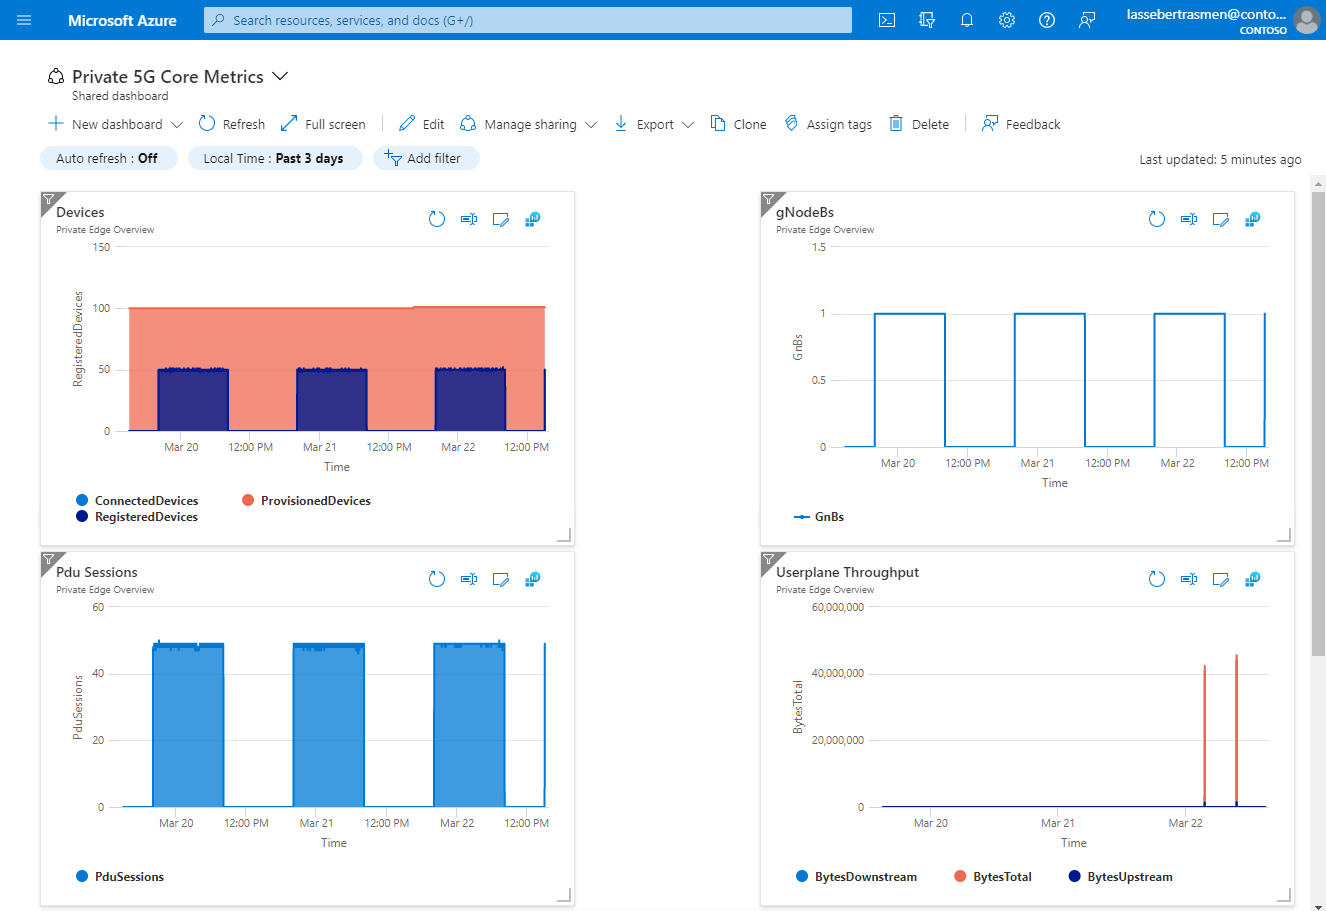 Microsoft Azure
Search resources, services, and docs (G+/)
lassebertrasmen@conto...
CONTOSO
Private 5G Core Metrics
Shared dashboard
New dashboard Refresh Full screen Edit Manage sharing Export Clone Assign tags Delete Feedback
Auto refresh : Off Local Time : Past 3 days Add filter Last updated: 5 minutes ago
Devices
Private Edge Overview
150
100
50
0
RegisteredDevices
Mar 20 12:00 PM Mar 21 12:00 PM Mar 22 12:00 PM
Time
ConnectedDevices ProvisionedDevices
RegisteredDevices
gNodeBs
Private Edge Overview
1.5
1
0.5
0
GnBs
Mar 20 12:00 PM Mar 21 12:00 PM Mar 22 12:00 PM
Time
GnBs
Pdu Sessions
Private Edge Overview
60
40
20
0
PduSessions
Mar 20 12:00 PM Mar 21 12:00 PM Mar 22 12:00 PM
Time
PduSessions
Userplane Throughput
Private Edge Overview
60,000,000
40,000,000
20,000,000
0
BytesTotal
Mar 20 Mar 21 Mar 22
Time
BytesDownstream BytesTotal BytesUpstream